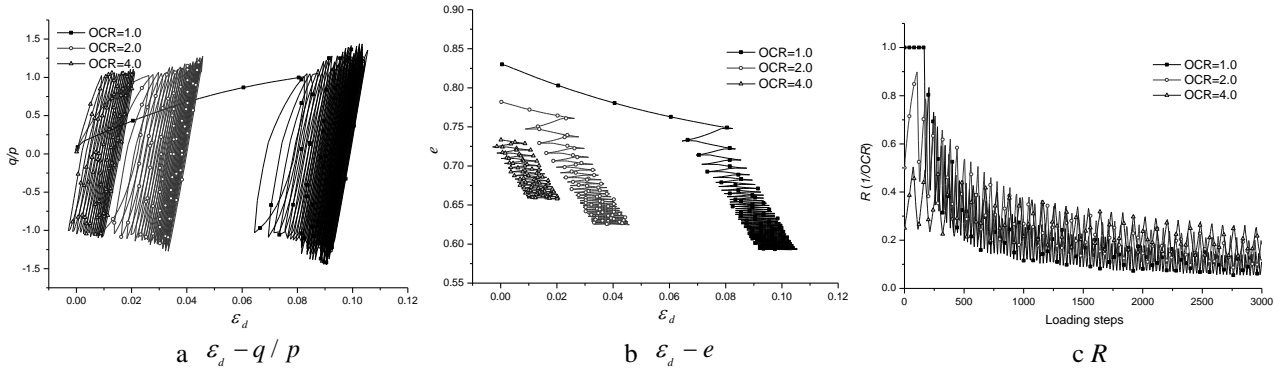 OCR=1.0
OCR=2.0
OCR=4.0
1.5
1.0
0.5
0.0
-0.5
-1.0
-1.5
q/p
0.00 0.02 0.04 0.06 0.08 0.10 0.12
ε_d
a ε_d − q / p
OCR=1.0
OCR=2.0
OCR=4.0
0.90
0.85
0.80
0.75
0.70
0.65
0.60
0.55
e
0.00 0.02 0.04 0.06 0.08 0.10 0.12
ε_d
b ε_d − e
OCR=1.0
OCR=2.0
OCR=4.0
1.0
0.8
0.6
0.4
0.2
0.0
R (1/OCR)
0 500 1000 1500 2000 2500 3000
Loading steps
c R